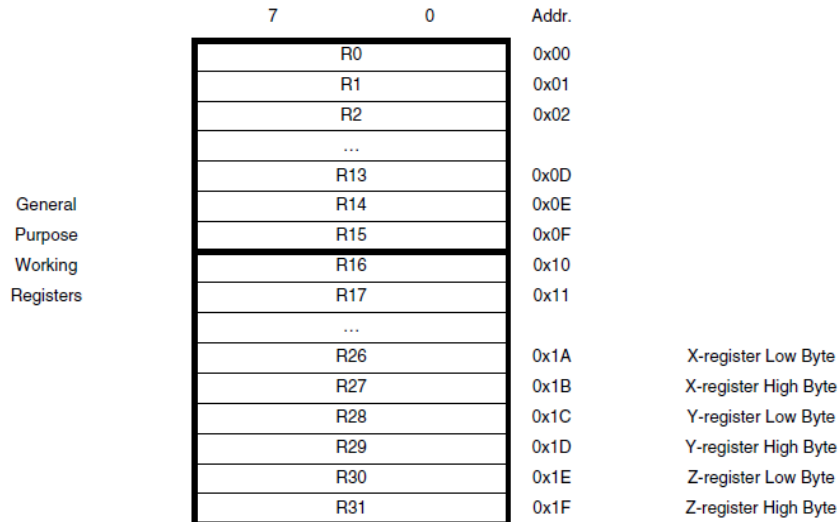 7 0 Addr.
R0 0x00
R1 0x01
R2 0x02
...
R13 0x0D
General R14 0x0E
Purpose R15 0x0F
Working R16 0x10
Registers R17 0x11
...
R26 0x1A X-register Low Byte
R27 0x1B X-register High Byte
R28 0x1C Y-register Low Byte
R29 0x1D Y-register High Byte
R30 0x1E Z-register Low Byte
R31 0x1F Z-register High Byte